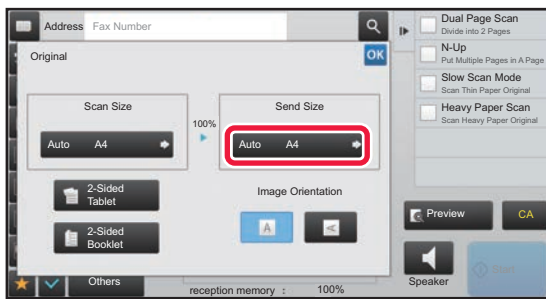 Address Fax Number
Original
OK
Scan Size
Send Size
Auto A4
100%
Auto A4
2-Sided
Tablet
2-Sided
Booklet
Image Orientation
A
A
Others
reception memory : 100%
Dual Page Scan
Divide into 2 Pages
N-Up
Put Multiple Pages in A Page
Slow Scan Mode
Scan Thin Paper Original
Heavy Paper Scan
Scan Heavy Paper Original
Preview
CA
Speaker
Start